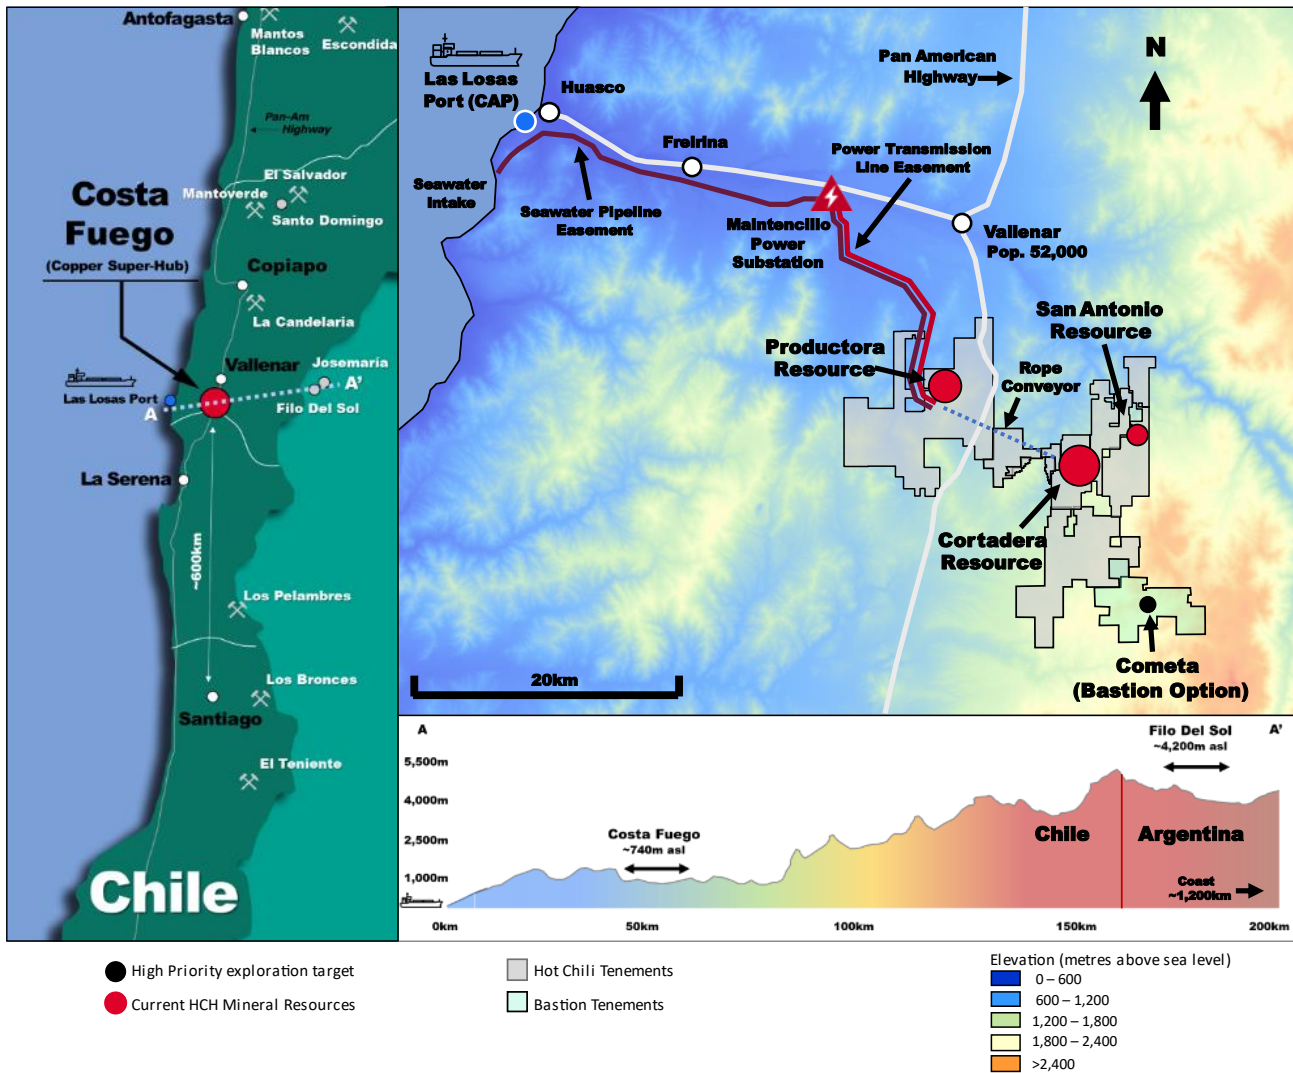 Antofagasta
Mantos
Blancos
Escondida
Pan-Am
Highway
El Salvador
Mantoverde
Santo Domingo
Costa
Fuego
(Copper Super-Hub)
Copiapo
La Candelaria
Vallenar
Josemaria
A'
Las Losas Port
A
Filo Del Sol
La Serena
~600km
Los Pelambres
Los Bronces
Santiago
El Teniente
Chile
Las Losas
Port (CAP)
Huasco
Pan American
Highway
N
Freirina
Power Transmission
Line Easement
Seawater
Intake
Seawater Pipeline
Easement
Maintencillo
Power
Substation
Vallenar
Pop. 52,000
San Antonio
Resource
Productora
Resource
Rope
Conveyor
Cortadera
Resource
Cometa
(Bastion Option)
20km
A
Filo Del Sol
~4,200m asl
A'
5,500m
4,000m
2,500m
1,000m
Costa Fuego
~740m asl
Chile
Argentina
Coast
~1,200km
0km
50km
100km
150km
200km
High Priority exploration target
Current HCH Mineral Resources
Hot Chili Tenements
Bastion Tenements
Elevation (metres above sea level)
0 – 600
600 – 1,200
1,200 – 1,800
1,800 – 2,400
>2,400